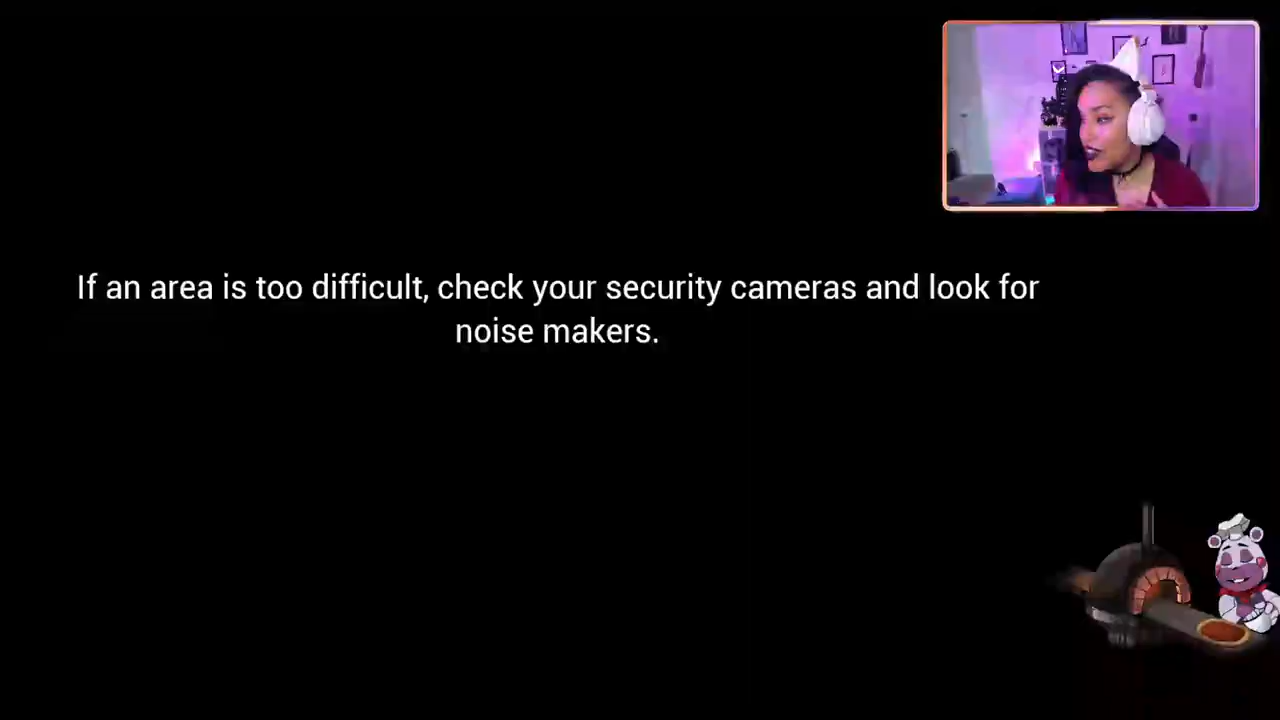 If an area is too difficult, check your security cameras and look for
noise makers.